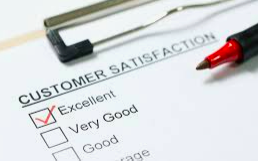 CUSTOMER SATISFACTION
Excellent
Very Good
Good